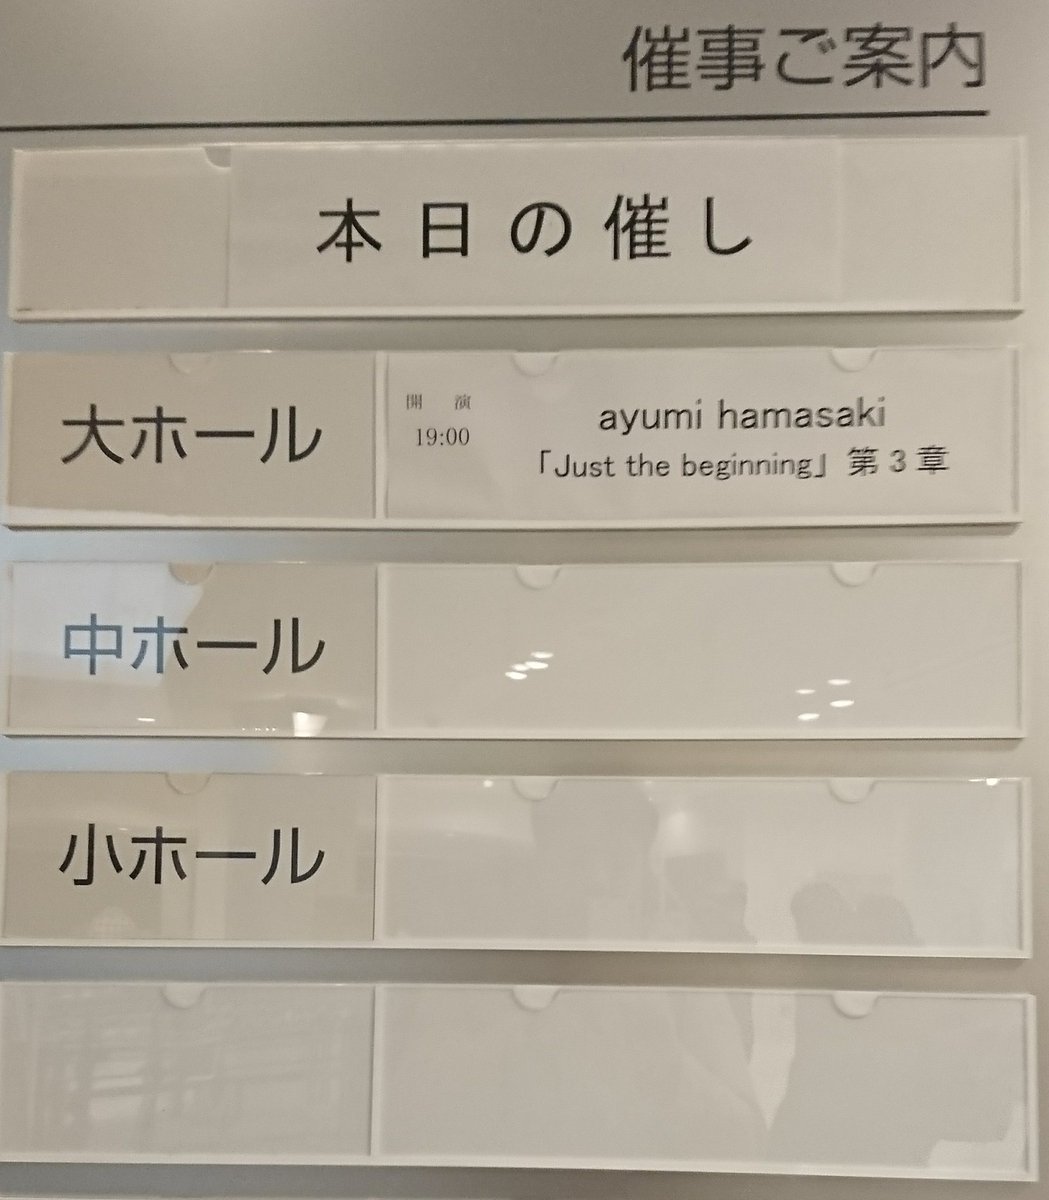 催事ご案内
本日の催し
大ホール
開 演
19:00
ayumi hamasaki
「Just the beginning」 第3章
中ホール
小ホール